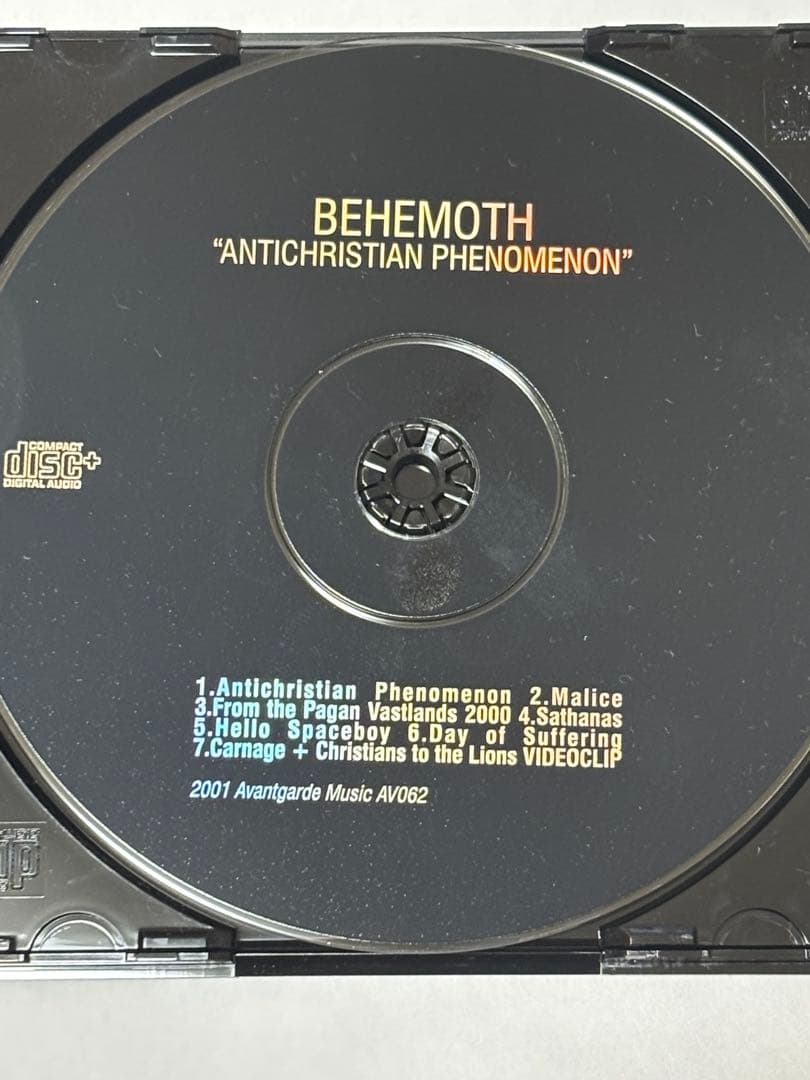 BEHEMOTH
“ANTICHRISTIAN PHENOMENON”
COMPACT
disc+
DIGITAL AUDIO
1.Antichristian Phenomenon 2.Malice
3.From the Pagan Vastlands 2000 4.Sathanas
5.Hello Spaceboy 6.Day of Suffering
7.Carnage + Christians to the Lions VIDEOCLIP
2001 Avantgarde Music AV062